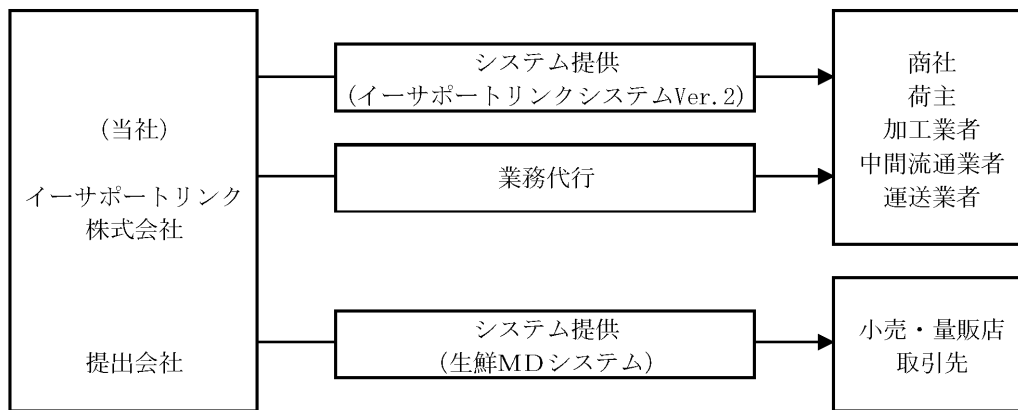 （当社）
イーサポートリンク
株式会社
提出会社
システム提供
(イーサポートリンクシステムVer.2)
業務代行
システム提供
（生鮮ＭＤシステム）
商社
荷主
加工業者
中間流通業者
運送業者
小売・量販店
取引先